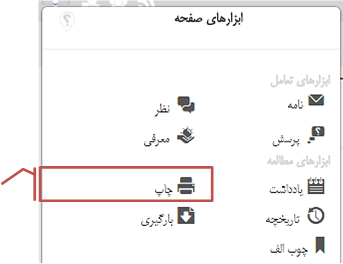 ابزارهای صفحه
ابزارهای تعامل
نامه
نظر
پرسش
معرفی
ابزارهای مطالعه
یادداشت
چاپ
تاریخچه
بارگیری
چوب الف